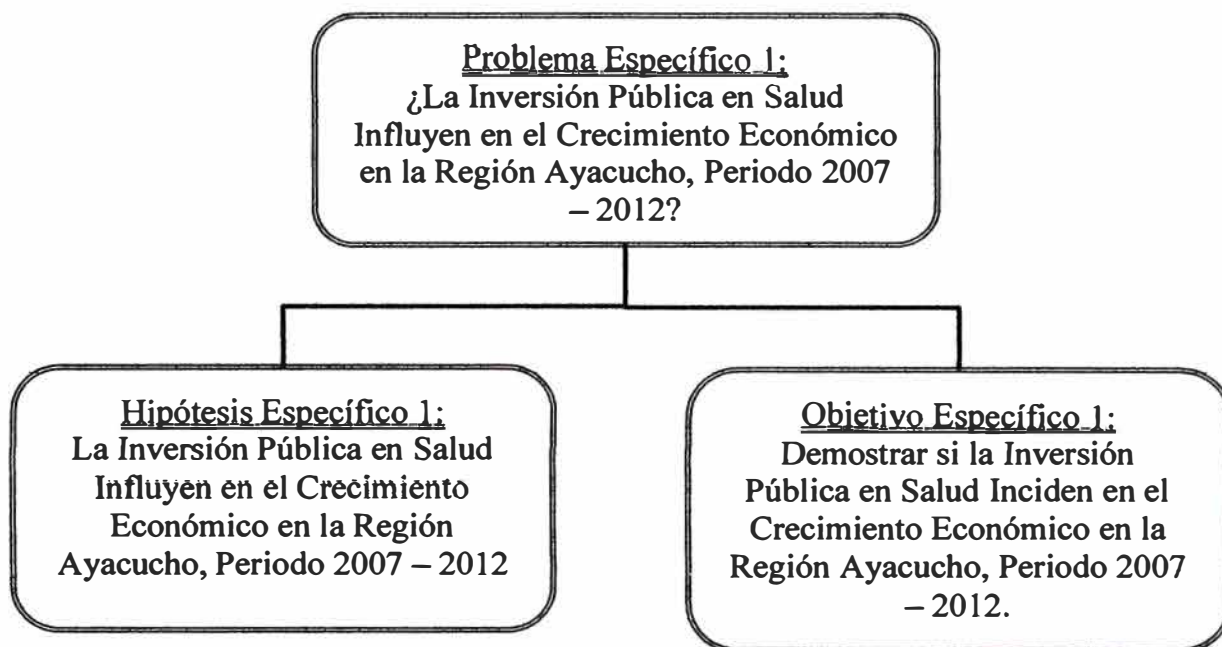 Problema Específico 1:
¿La Inversión Pública en Salud
Influyen en el Crecimiento Económico
en la Región Ayacucho, Periodo 2007
– 2012?
Hipótesis Específico 1:
La Inversión Pública en Salud
Influyen en el Crecimiento
Económico en la Región
Ayacucho, Periodo 2007 – 2012
Objetivo Específico 1:
Demostrar si la Inversión
Pública en Salud Inciden en el
Crecimiento Económico en la
Región Ayacucho, Periodo 2007
– 2012.